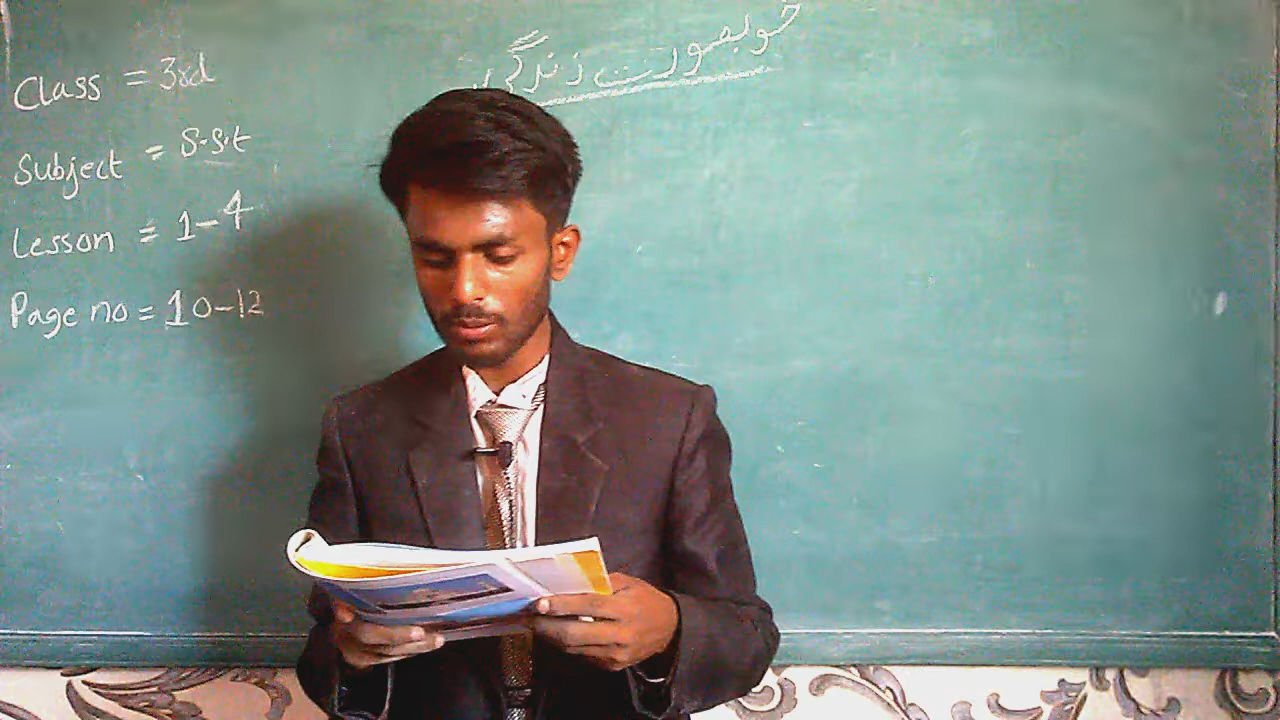 خوبصورت زندگی
Class = 3rd
Subject = S.S.t
Lesson = 1-4
Page no = 10-12